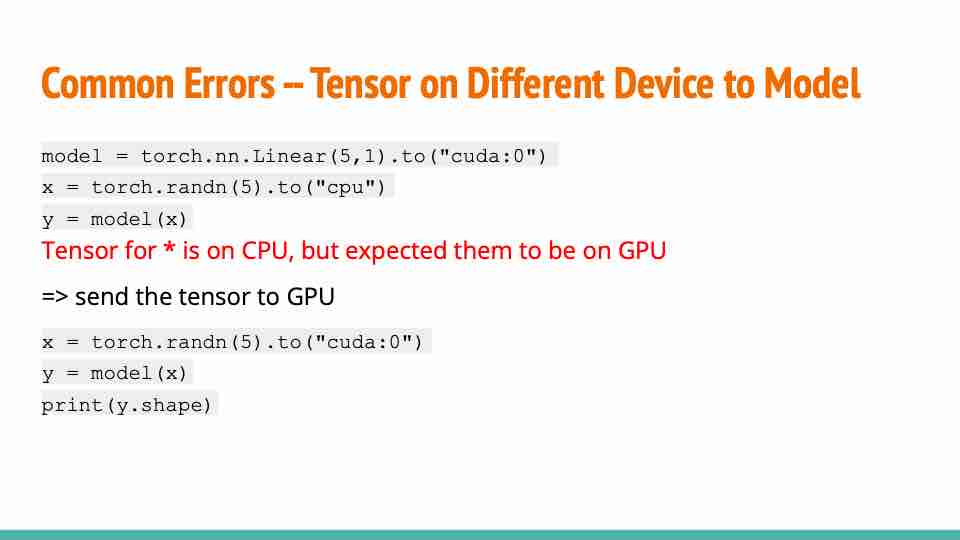 Common Errors -- Tensor on Different Device to Model
model = torch.nn.Linear(5,1).to("cuda:0")
x = torch.randn(5).to("cpu")
y = model(x)
Tensor for * is on CPU, but expected them to be on GPU
=> send the tensor to GPU
x = torch.randn(5).to("cuda:0")
y = model(x)
print(y.shape)